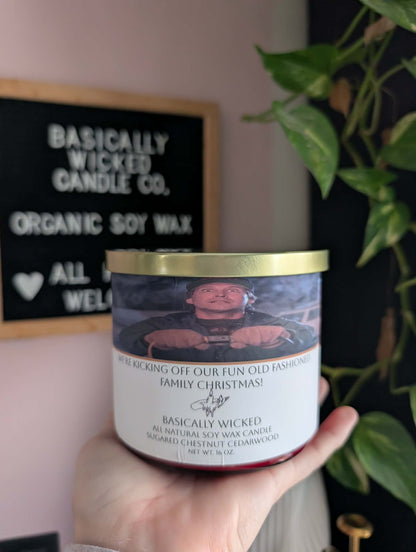 BASICALLY
WICKED
CANDLE CO.
ORGANIC SOY WAX
ALL
WE'RE KICKING OFF OUR FUN OLD FASHIONED
FAMILY CHRISTMAS!
BASICALLY WICKED
ALL NATURAL SOY WAX CANDLE
SUGARED CHESTNUT CEDARWOOD
NET WT. 16 OZ.